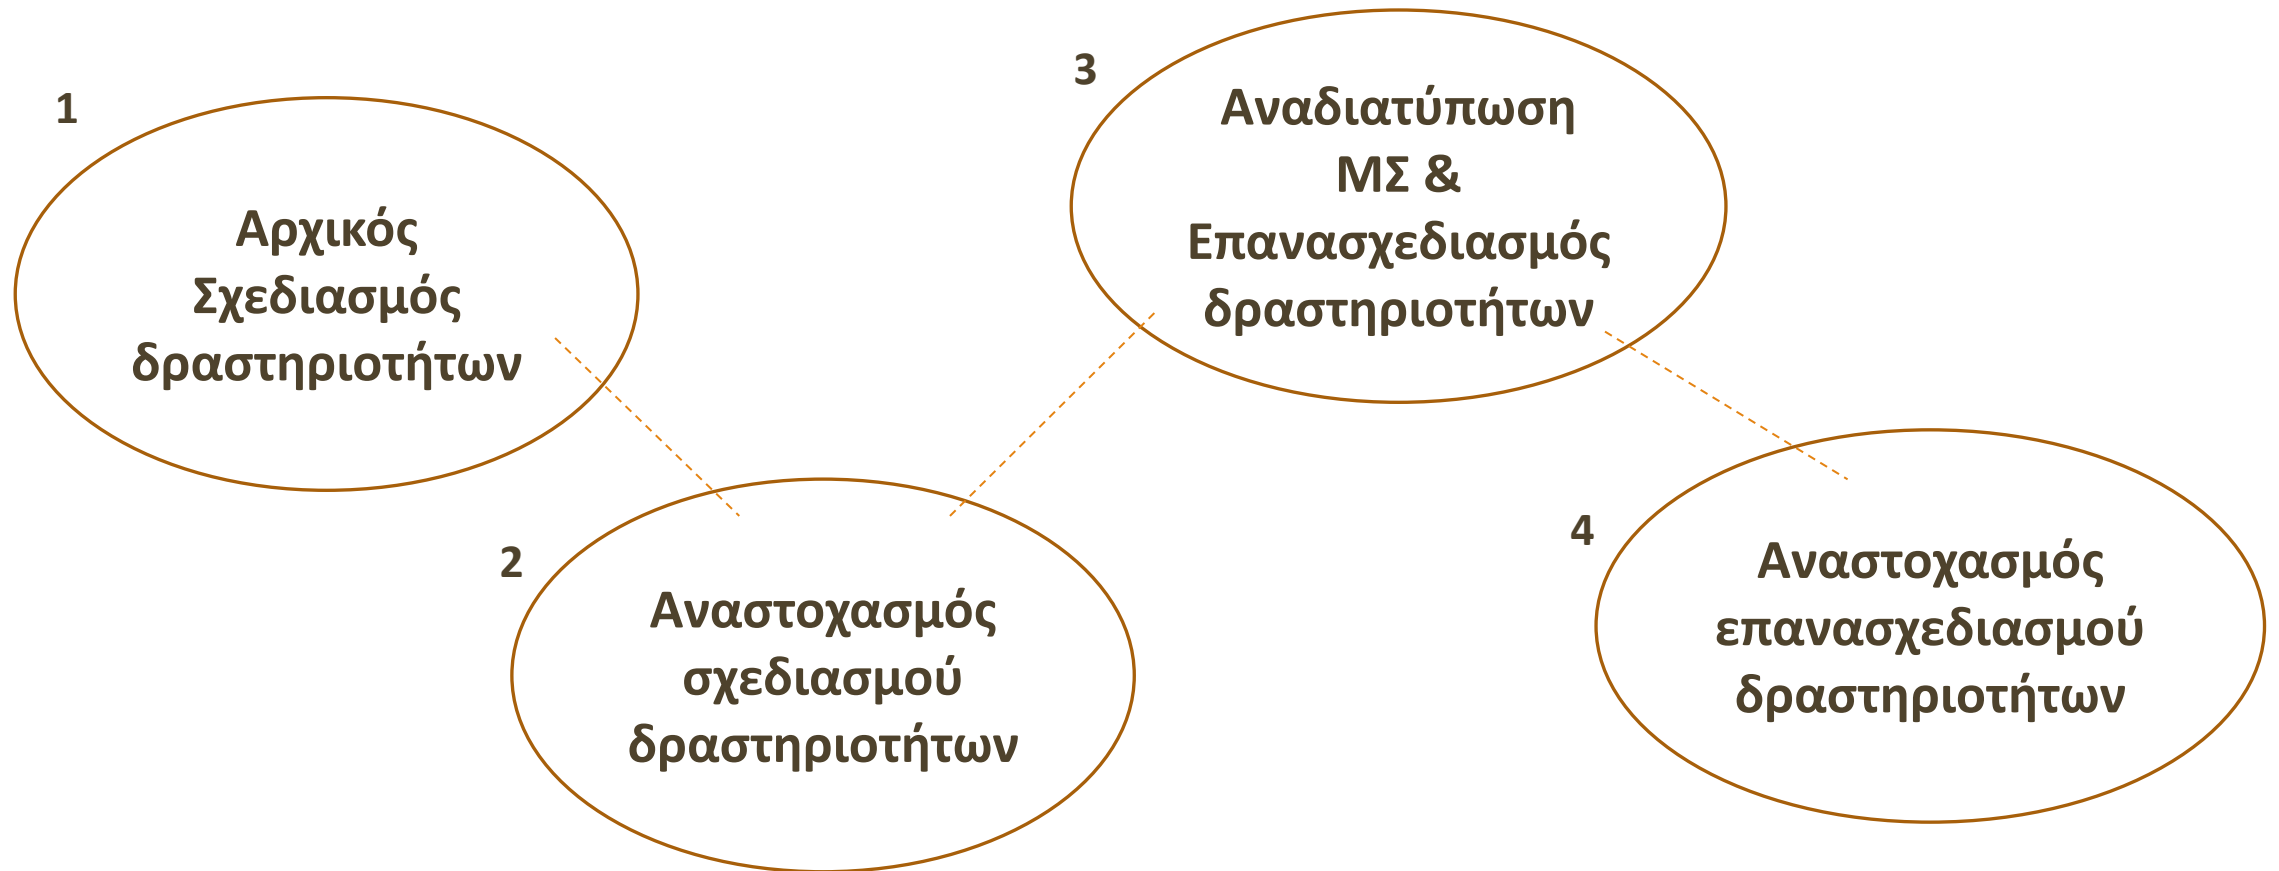 1
Αρχικός
Σχεδιασμός
δραστηριοτήτων
2
Αναστοχασμός
σχεδιασμού
δραστηριοτήτων
3
Αναδιατύπωση
ΜΣ &
Επανασχεδιασμός
δραστηριοτήτων
4
Αναστοχασμός
επανασχεδιασμού
δραστηριοτήτων